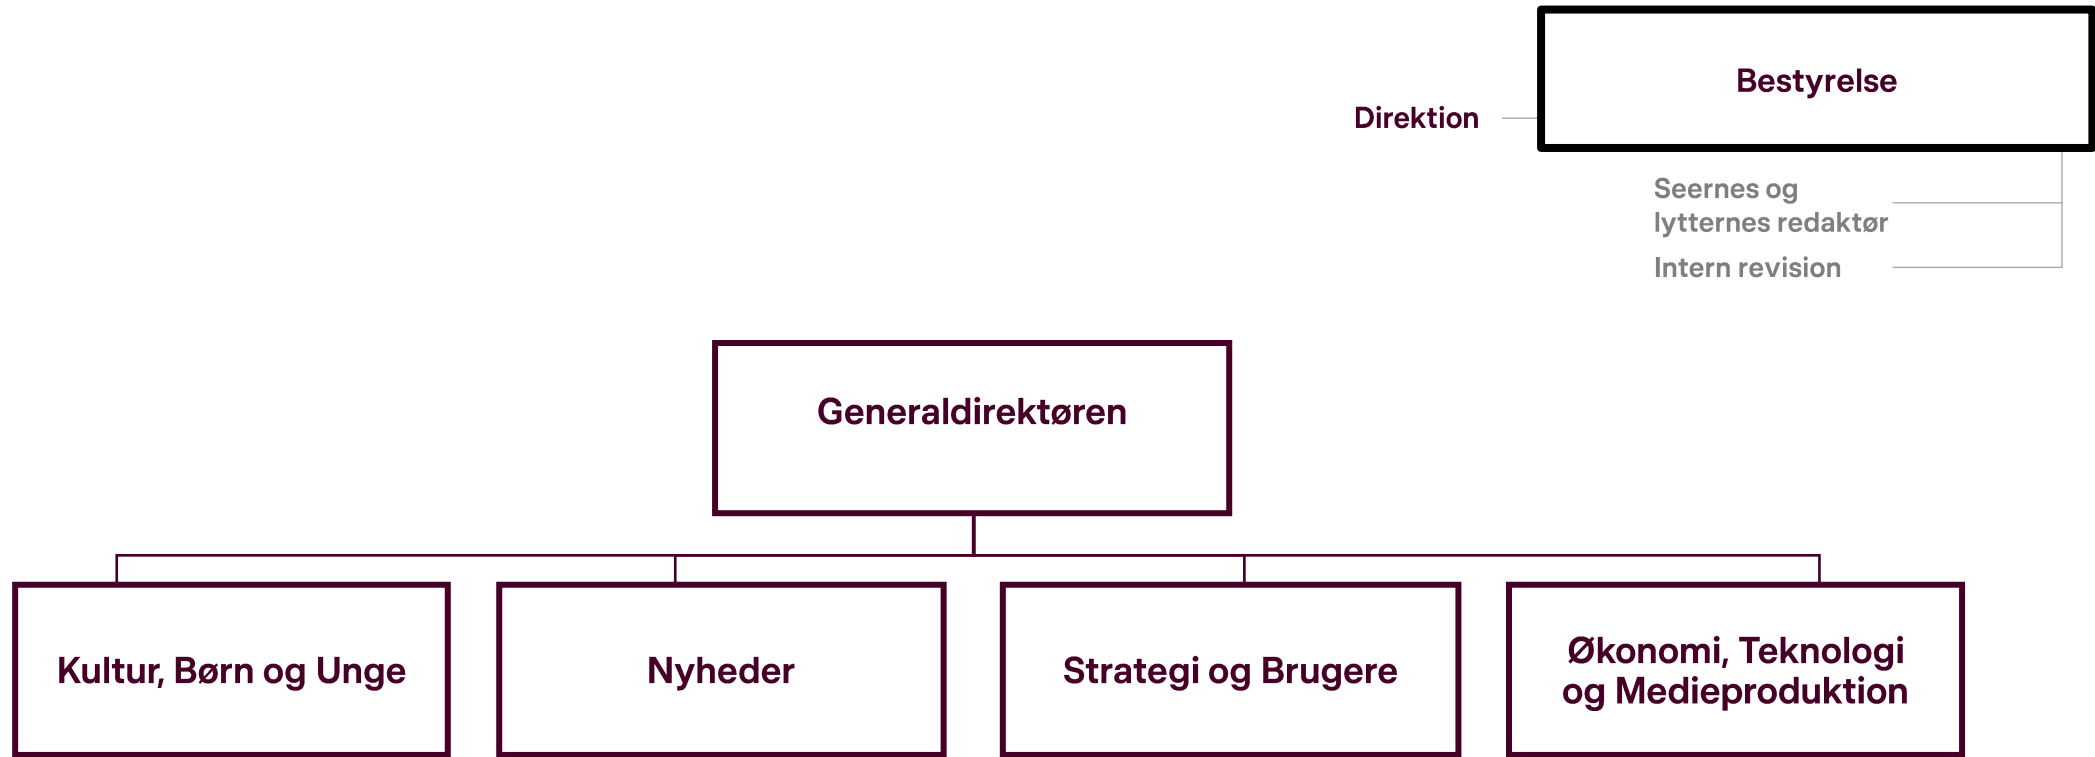 Bestyrelse
Direktion
Seernes og
lytternes redaktør
Intern revision
Generaldirektøren
Kultur, Børn og Unge
Nyheder
Strategi og Brugere
Økonomi, Teknologi
og Medieproduktion